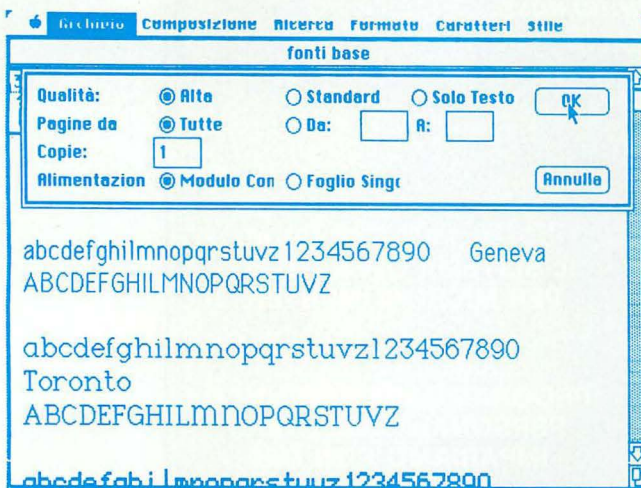 Archivio Composizione Ricerca Formato Caratteri Stile
fonti base
Qualità: Alta Standard Solo Testo OK
Pagine da Tutte Da: A:
Copie: 1
Alimentazion Modulo Con Foglio Singo Annulla
abcdefghilmnopqrstuvz1234567890 Geneva
ABCDEFGHILMNOPQRSTUVZ
abcdefghilmnopqrstuvz1234567890
Toronto
ABCDEFGHILMNOPQRSTUVZ
abcdefghilmnopqrstuvz1234567890